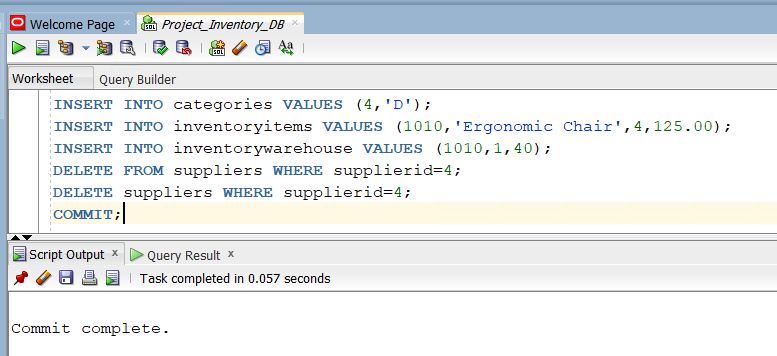 Welcome Page Project_Inventory_DB
SQL
Aa
Worksheet Query Builder
INSERT INTO categories VALUES (4,'D');
INSERT INTO inventoryitems VALUES (1010,'Ergonomic Chair',4,125.00);
INSERT INTO inventorywarehouse VALUES (1010,1,40);
DELETE FROM suppliers WHERE supplierid=4;
DELETE suppliers WHERE supplierid=4;
COMMIT;
Script Output x Query Result x
Task completed in 0.057 seconds
Commit complete.